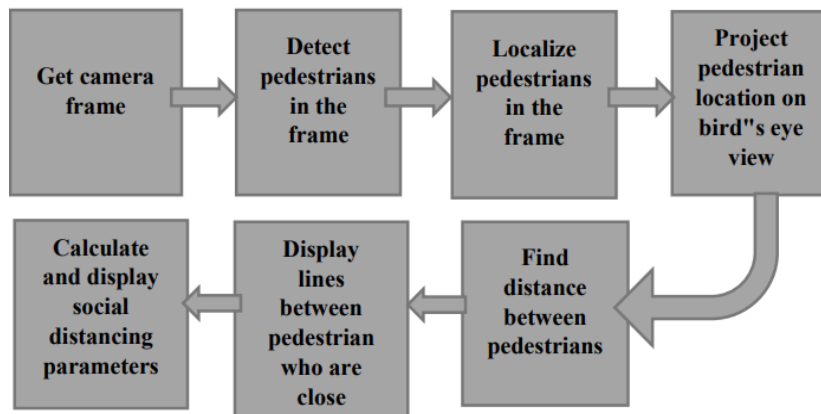 Get camera
frame
Detect
pedestrians
in the
frame
Localize
pedestrians
in the
frame
Project
pedestrian
location on
bird"s eye
view
Find
distance
between
pedestrians
Display
lines
between
pedestrian
who are
close
Calculate
and display
social
distancing
parameters